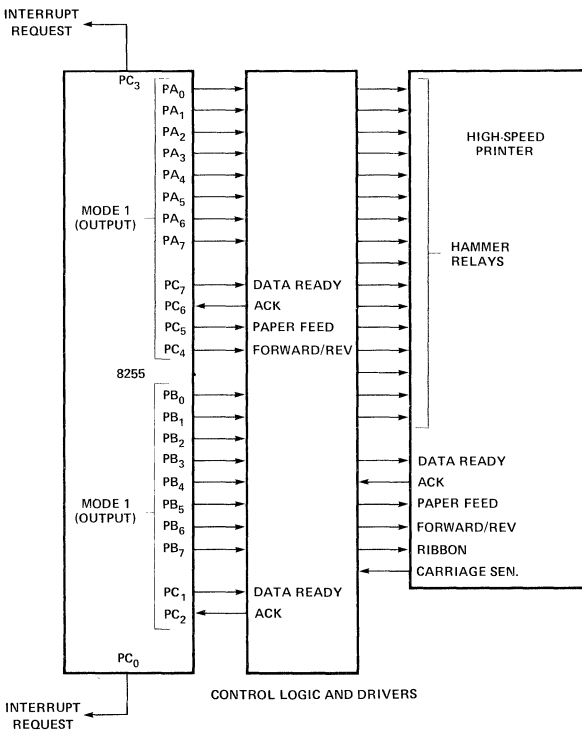 INTERRUPT
REQUEST
PC3
PA0
PA1
PA2
PA3
PA4
PA5
PA6
PA7
MODE 1
(OUTPUT)
PC7
PC6
PC5
PC4
DATA READY
ACK
PAPER FEED
FORWARD/REV
8255
PB0
PB1
PB2
PB3
PB4
PB5
PB6
PB7
MODE 1
(OUTPUT)
PC1
PC2
DATA READY
ACK
PC0
INTERRUPT
REQUEST
CONTROL LOGIC AND DRIVERS
HIGH-SPEED
PRINTER
HAMMER
RELAYS
DATA READY
ACK
PAPER FEED
FORWARD/REV
RIBBON
CARRIAGE SEN.